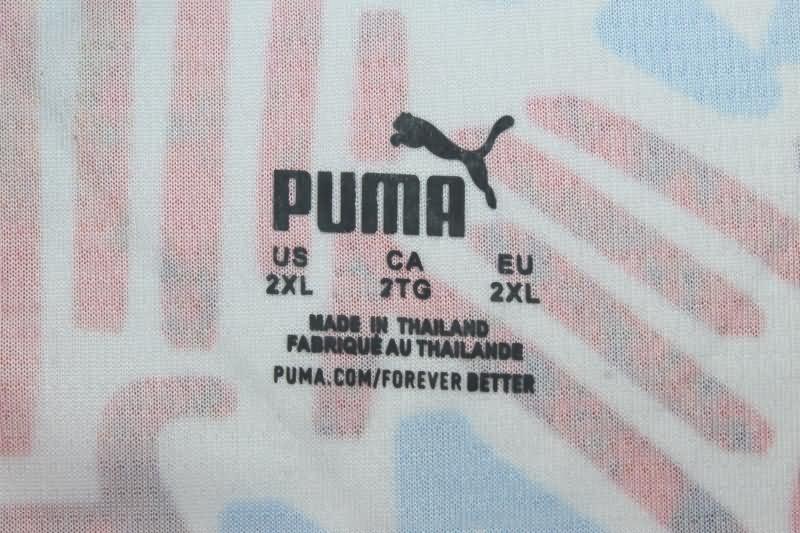 PUMA
US CA EU
2XL 2TG 2XL
MADE IN THAILAND
FABRIQUÉ AU THAILANDE
PUMA.COM/FOREVER BETTER